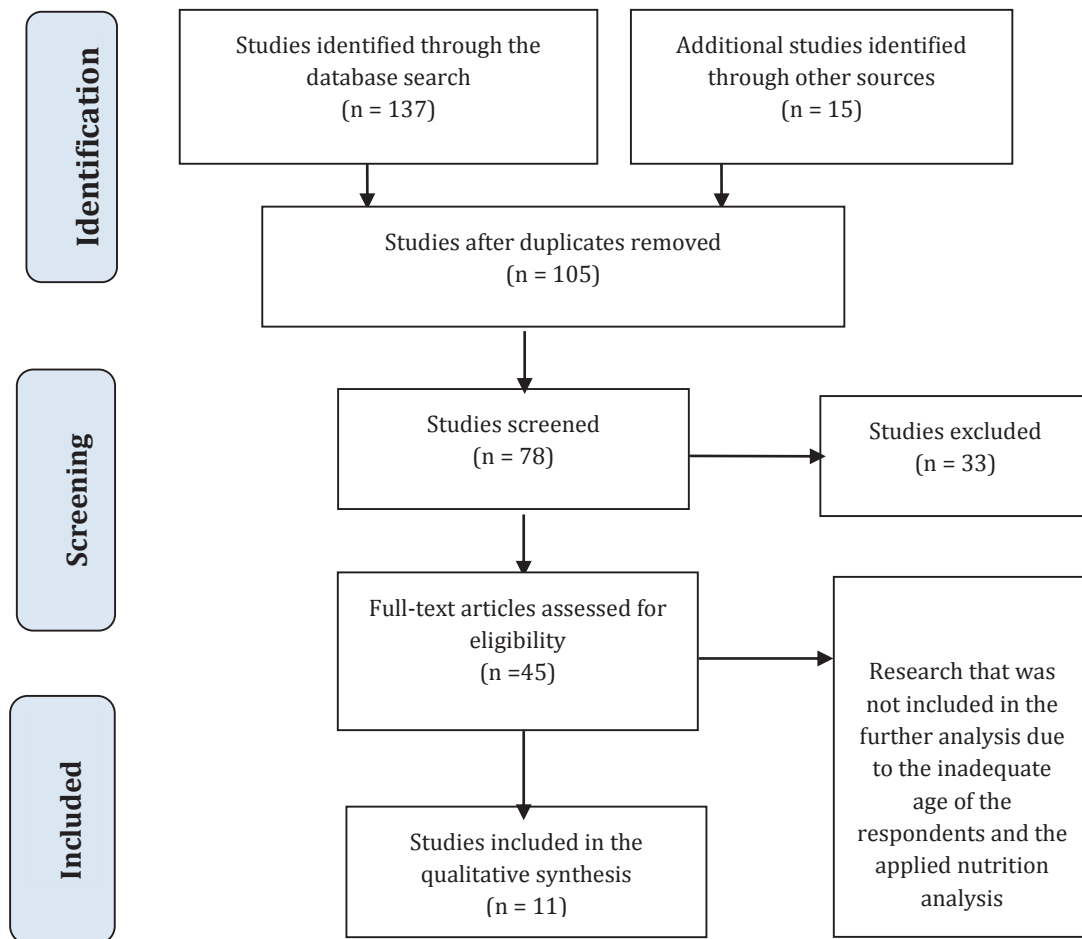 Identification
Studies identified through the
database search
(n = 137)
Additional studies identified
through other sources
(n = 15)
Studies after duplicates removed
(n = 105)
Screening
Studies screened
(n = 78)
Studies excluded
(n = 33)
Full-text articles assessed for
eligibility
(n =45)
Research that was
not included in the
further analysis due
to the inadequate
age of the
respondents and the
applied nutrition
analysis
Included
Studies included in the
qualitative synthesis
(n = 11)